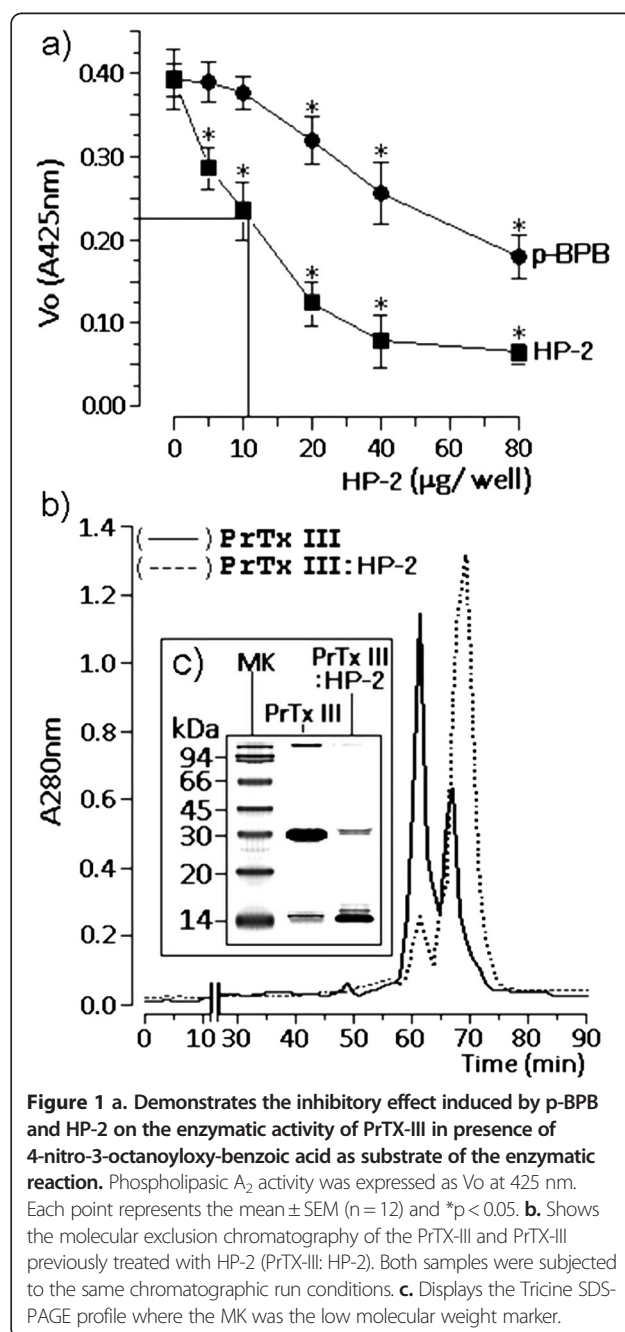 a)
0.40
0.30
0.20
0.10
0.00
Vo (A425nm)
* * * * * * * *
p-BPB
HP-2
0 10 20 40 60 80
HP-2 (µg/well)
b)
1.4
1.2
1.0
0.8
0.6
0.4
0.2
0.0
A280nm
(——) PrTx III
(-----) PrTx III:HP-2
c)
MK
PrTx III
:HP-2
PrTx III
kDa
94
66
45
30
20
14
0 10 30 40 50 60 70 80 90
Time (min)
Figure 1 a. Demonstrates the inhibitory effect induced by p-BPB
and HP-2 on the enzymatic activity of PrTX-III in presence of
4-nitro-3-octanoyloxy-benzoic acid as substrate of the enzymatic
reaction. Phospholipasic A₂ activity was expressed as Vo at 425 nm.
Each point represents the mean ± SEM (n = 12) and *p < 0.05. b. Shows
the molecular exclusion chromatography of the PrTX-III and PrTX-III
previously treated with HP-2 (PrTX-III: HP-2). Both samples were subjected
to the same chromatographic run conditions. c. Displays the Tricine SDS-
PAGE profile where the MK was the low molecular weight marker.